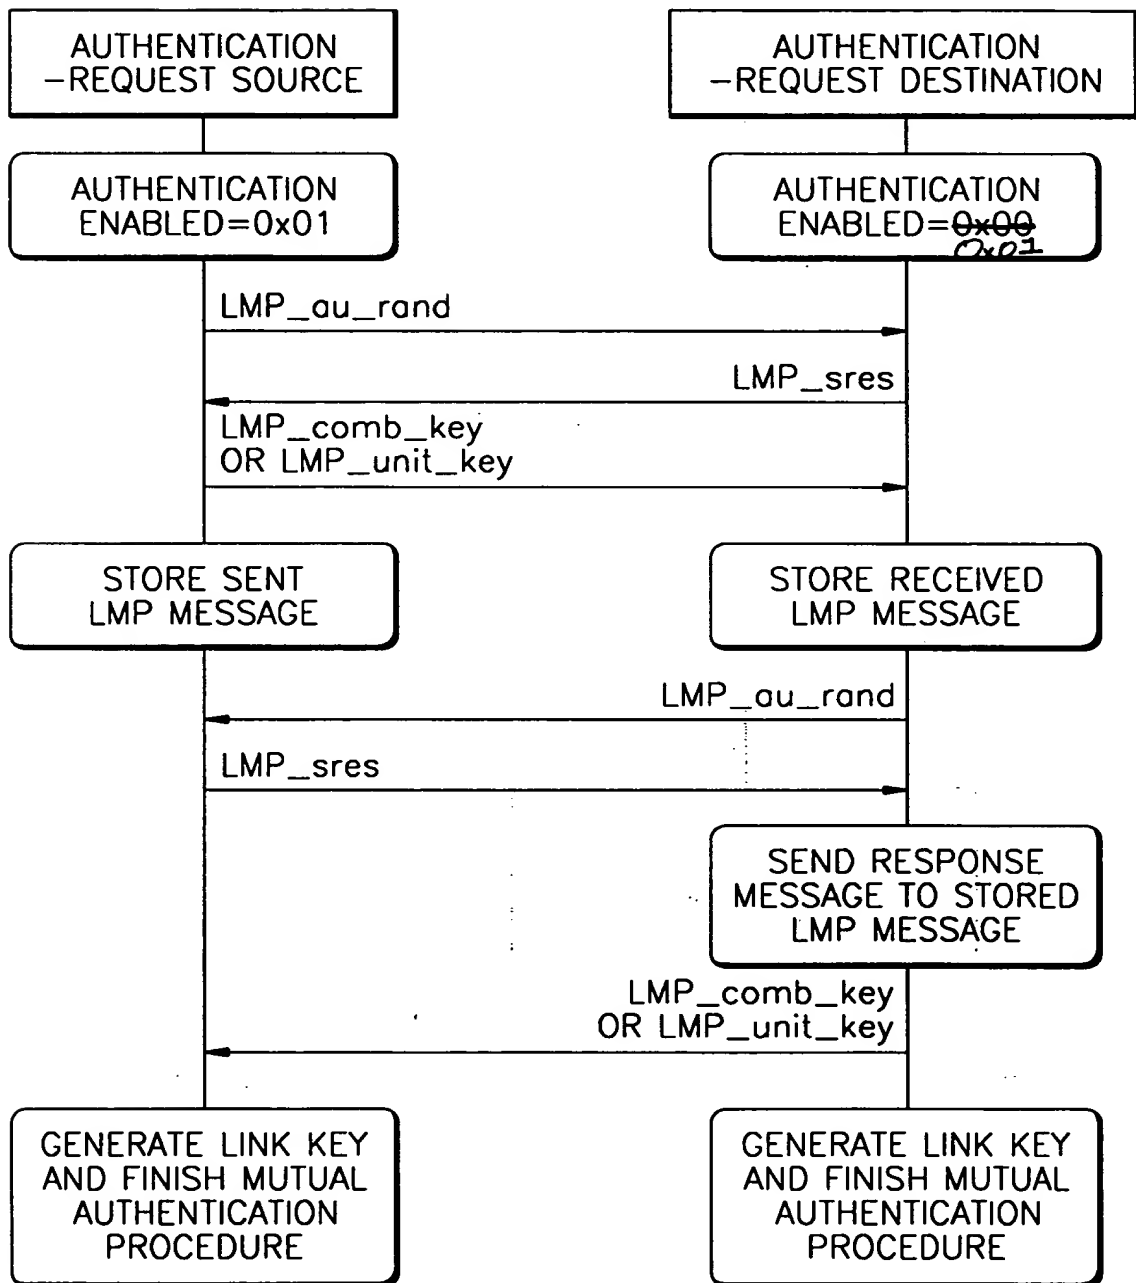 AUTHENTICATION
-REQUEST SOURCE
AUTHENTICATION
-REQUEST DESTINATION
AUTHENTICATION
ENABLED=0x01
AUTHENTICATION
ENABLED=0x00
0x01
LMP_au_rand
LMP_sres
LMP_comb_key
OR LMP_unit_key
STORE SENT
LMP MESSAGE
STORE RECEIVED
LMP MESSAGE
LMP_au_rand
LMP_sres
SEND RESPONSE
MESSAGE TO STORED
LMP MESSAGE
LMP_comb_key
OR LMP_unit_key
GENERATE LINK KEY
AND FINISH MUTUAL
AUTHENTICATION
PROCEDURE
GENERATE LINK KEY
AND FINISH MUTUAL
AUTHENTICATION
PROCEDURE